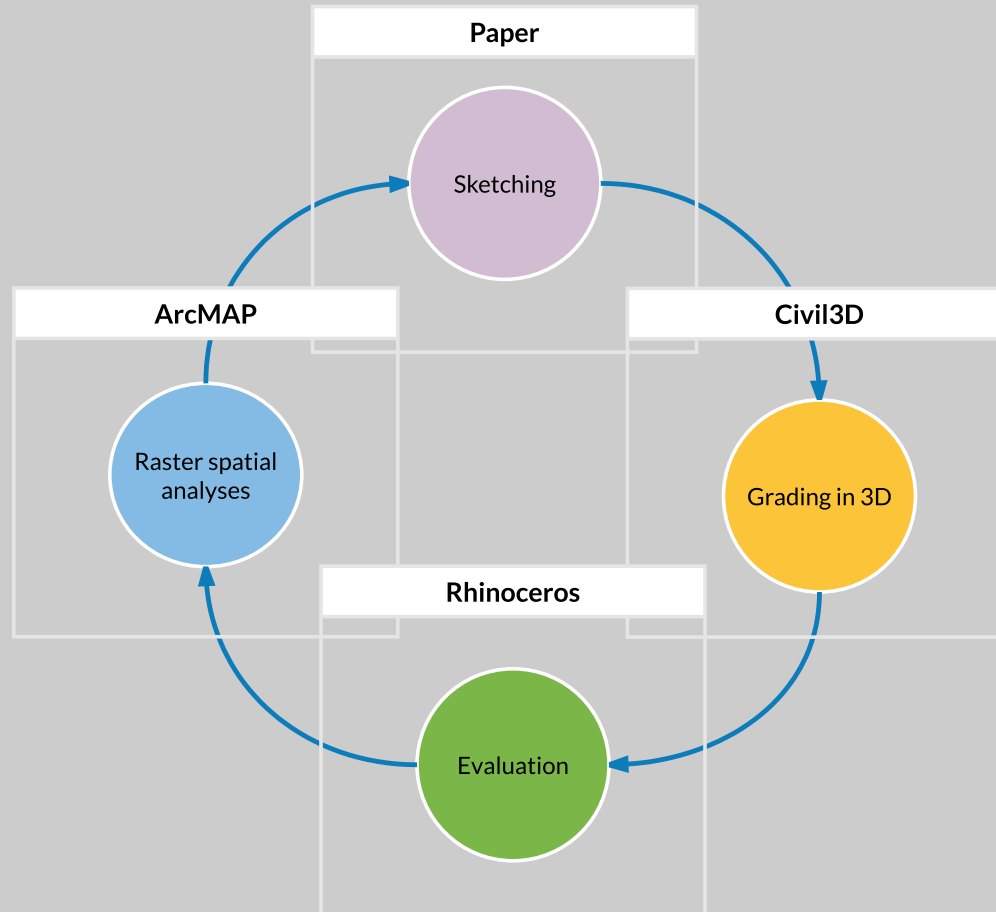 Paper
Sketching
ArcMAP
Civil3D
Raster spatial
analyses
Grading in 3D
Rhinoceros
Evaluation